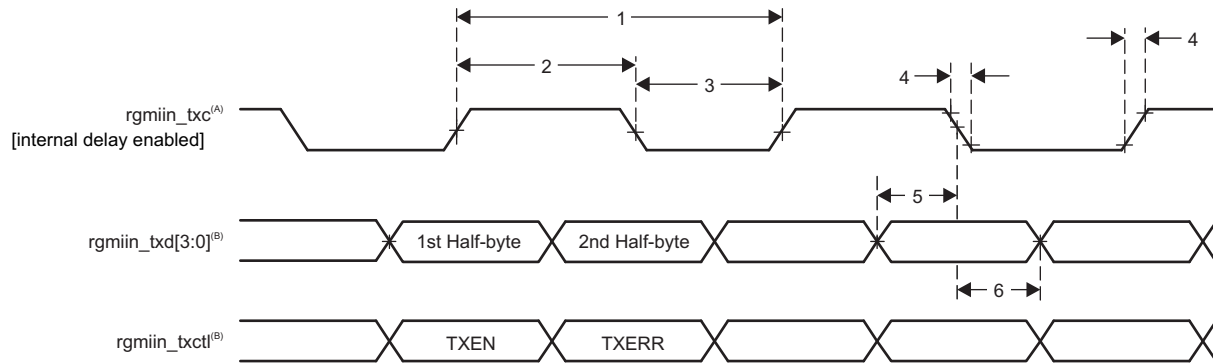 1
2
3
4
4
rgmiin_txc(A)
[internal delay enabled]
5
rgmiin_txd[3:0](B)
1st Half-byte
2nd Half-byte
6
rgmiin_txctl(B)
TXEN
TXERR